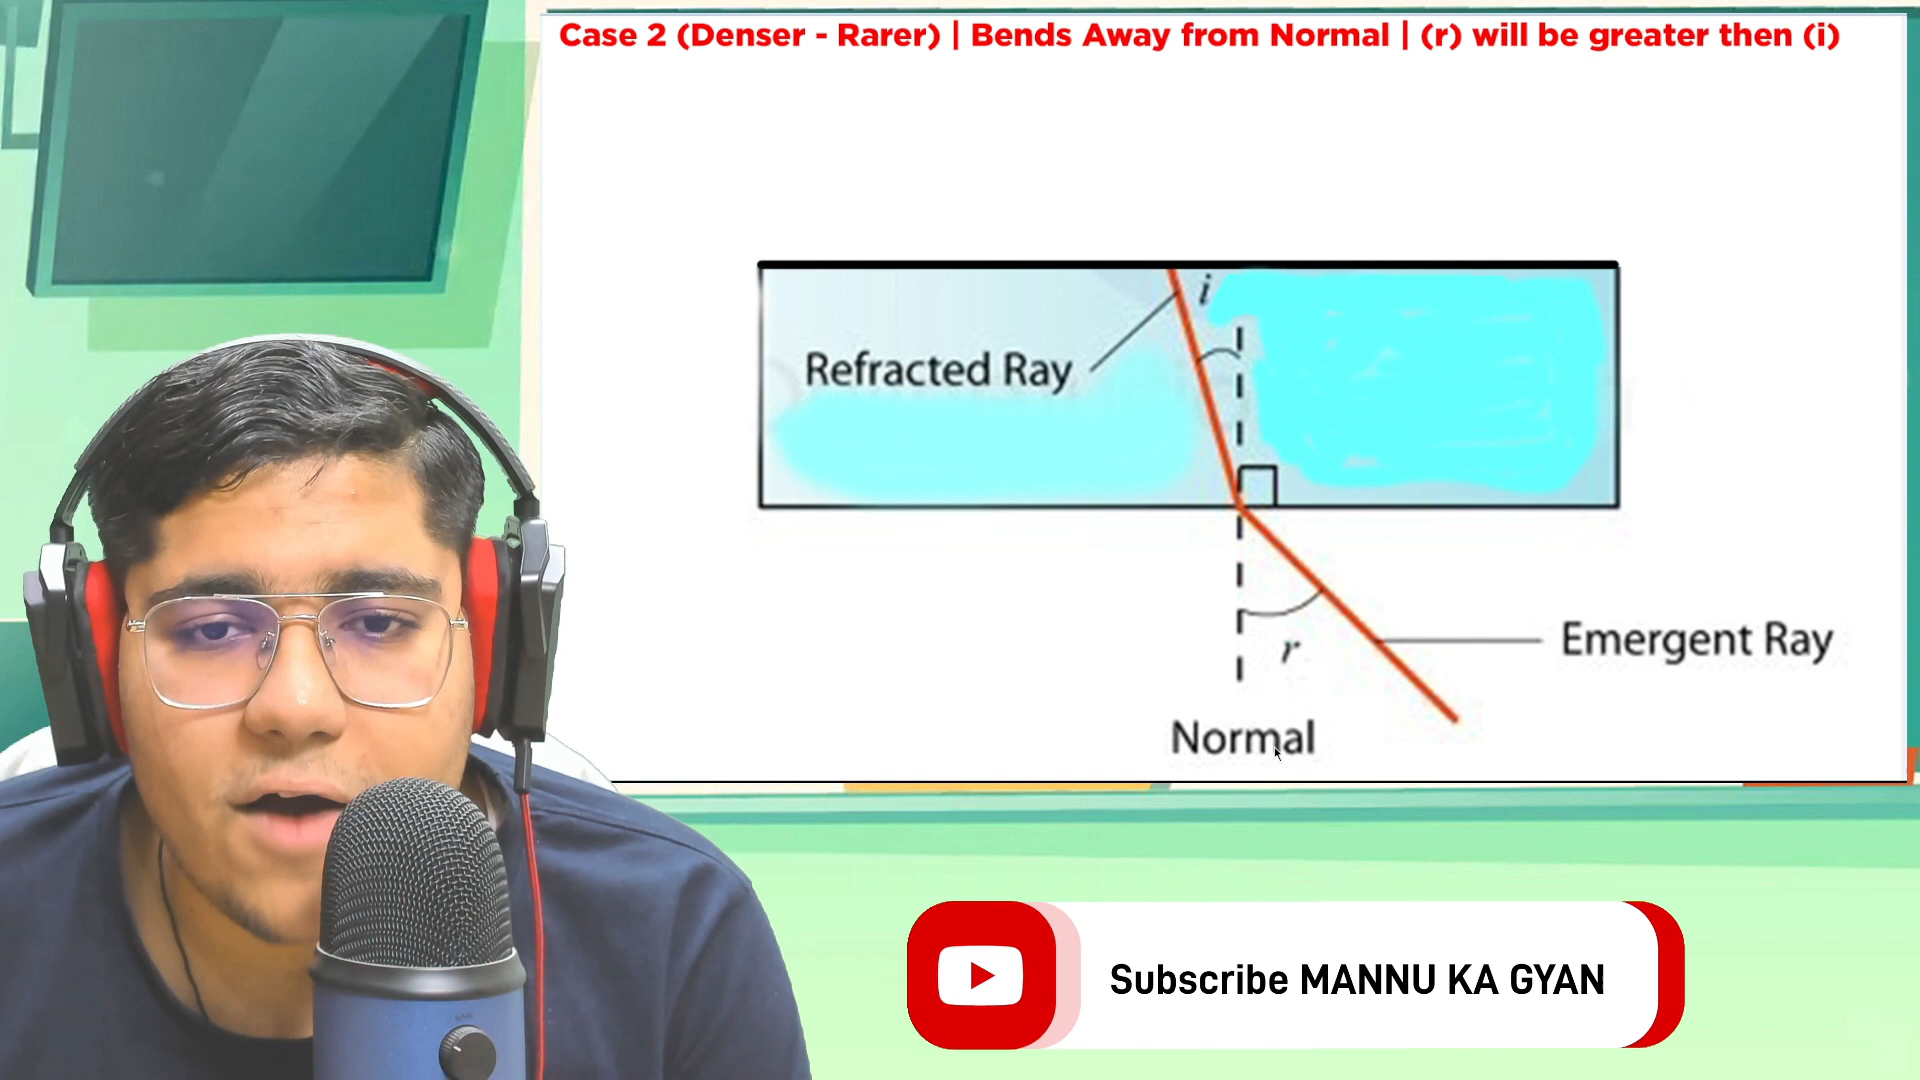 Case 2 (Denser - Rarer) | Bends Away from Normal | (r) will be greater then (i)
i
Refracted Ray
Emergent Ray
r
Normal
Subscribe MANNU KA GYAN